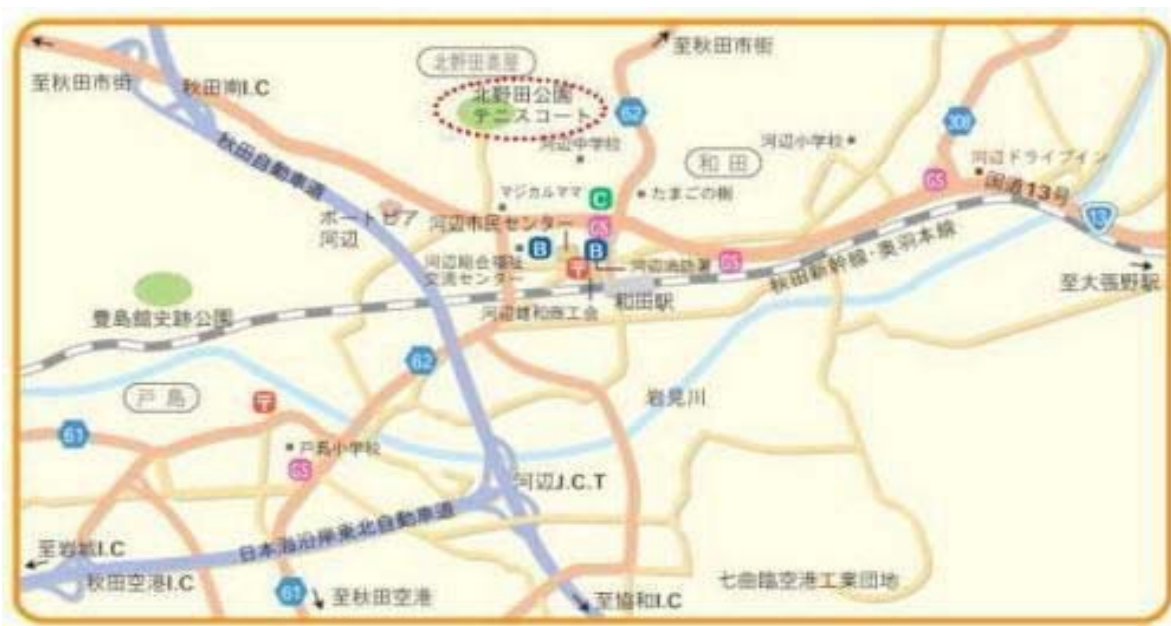 至秋田市街
北野田高屋
至秋田市街
秋田南I.C
北野田公園
テニスコート
62
308
秋田自動車道
河辺中学校
河辺小学校
和田
河辺ドライブイン
国道13号
GS
13
マジカルママ
C
たまごの樹
ボートピア
河辺
河辺市民センター
GS
B
B
河辺総合福祉
交流センター
〒
河辺消防署
GS
秋田新幹線・奥羽本線
至大張野駅
豊島館史跡公園
河辺雄和商工会
和田駅
62
戸島
〒
岩見川
61
戸島小学校
GS
河辺J.C.T
日本海沿岸東北自動車道
至岩城I.C
秋田空港I.C
61
至秋田空港
至協和I.C
七曲臨空港工業団地